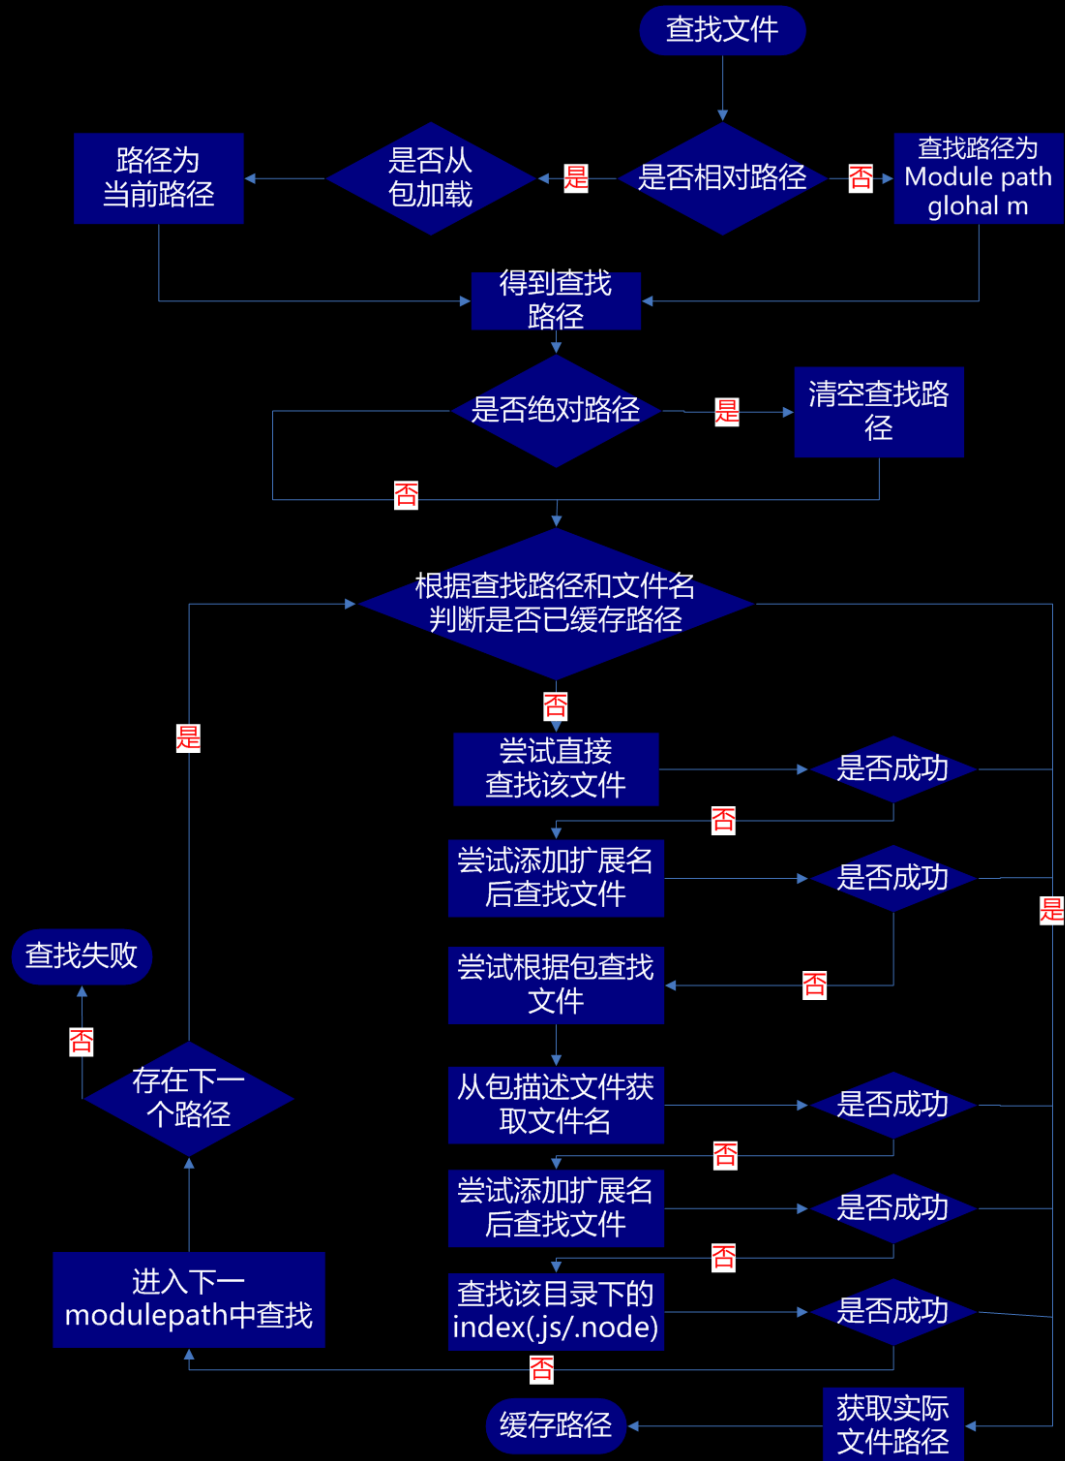 查找文件
路径为
当前路径
是否从
包加载
是
是否相对路径
否
查找路径为
Module path
glohal m
得到查找
路径
是否绝对路径
是
清空查找路
径
否
根据查找路径和文件名
判断是否已缓存路径
否
是
尝试直接
查找该文件
是否成功
否
尝试添加扩展名
后查找文件
是否成功
是
查找失败
尝试根据包查找
文件
否
否
存在下一
个路径
从包描述文件获
取文件名
是否成功
否
尝试添加扩展名
后查找文件
是否成功
否
进入下一
modulepath中查找
查找该目录下的
index(.js/.node)
是否成功
否
缓存路径
获取实际
文件路径